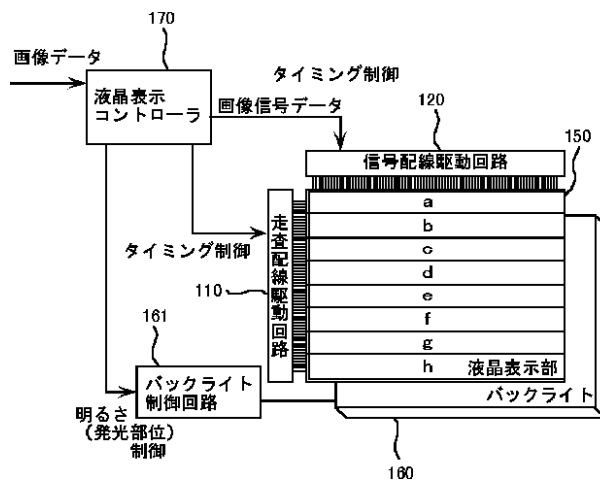 170
画像データ
液晶表示
コントローラ
タイミング制御
画像信号データ
120
信号配線駆動回路
150
a
b
c
d
e
f
g
h
液晶表示部
走査配線駆動回路
タイミング制御
110
161
バックライト
制御回路
バックライト
明るさ
（発光部位）
制御
160